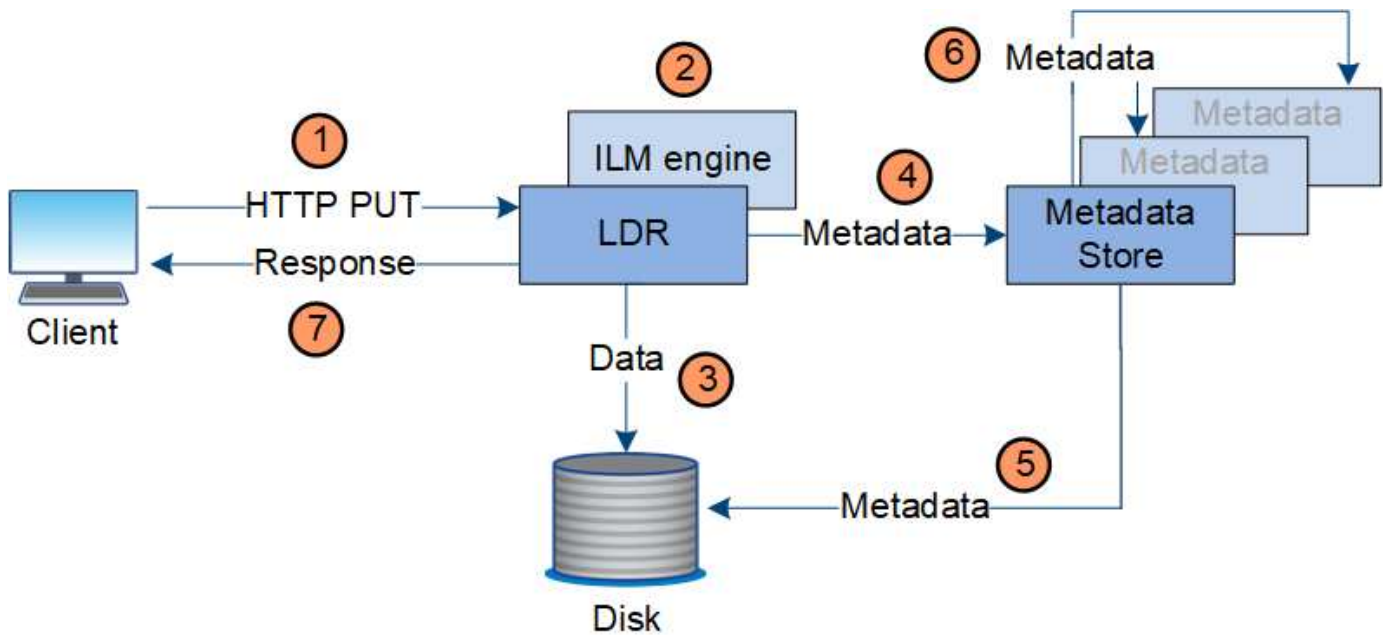 6
Metadata
2
Metadata
1
ILM engine
Metadata
4
HTTP PUT
LDR
Metadata
Metadata
Store
Response
7
Client
Data
3
5
Metadata
Disk